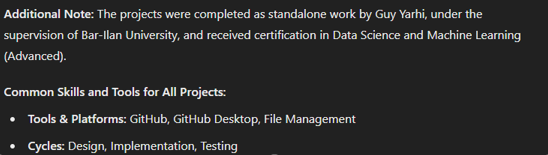 Additional Note: The projects were completed as standalone work by Guy Yarhi, under the
supervision of Bar-Ilan University, and received certification in Data Science and Machine Learning
(Advanced).
Common Skills and Tools for All Projects:
• Tools & Platforms: GitHub, GitHub Desktop, File Management
• Cycles: Design, Implementation, Testing